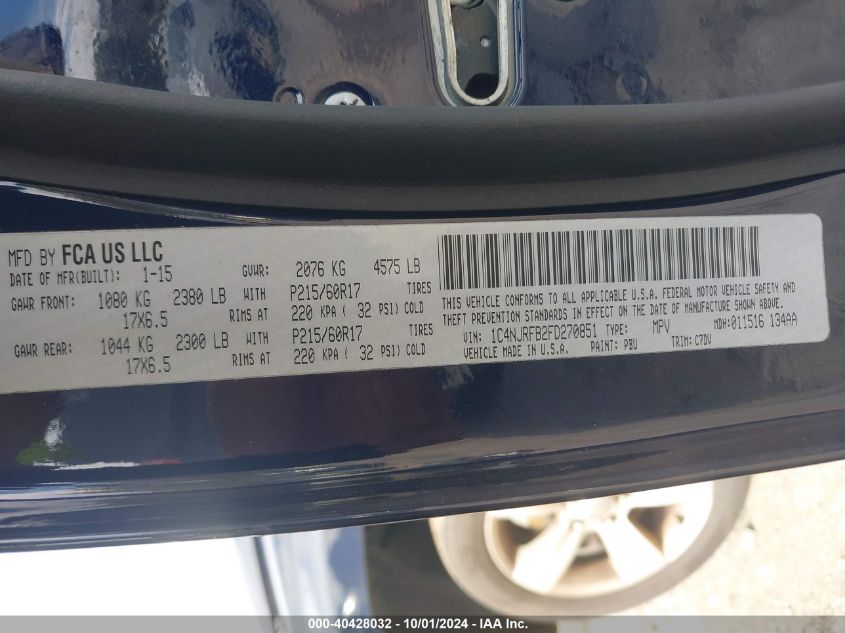 MFD BY FCA US LLC
DATE OF MFR(BUILT): 1-15 GVWR: 2076 KG 4575 LB
GAWR FRONT: 1080 KG 2380 LB WITH P215/60R17 TIRES
17X6.5 RIMS AT 220 KPA ( 32 PSI) COLD
GAWR REAR: 1044 KG 2300 LB WITH P215/60R17 TIRES
17X6.5 RIMS AT 220 KPA ( 32 PSI) COLD
THIS VEHICLE CONFORMS TO ALL APPLICABLE U.S.A. FEDERAL MOTOR VEHICLE SAFETY, BUMPER AND
THEFT PREVENTION STANDARDS IN EFFECT ON THE DATE OF MANUFACTURE SHOWN ABOVE.
VIN: 1C4NJRFB2FD270851 TYPE: MPV MDH:011516 134AA
VEHICLE MADE IN U.S.A. PAINT: PBU TRIM: C7DV
000-40428032 - 10/01/2024 - IAA Inc.